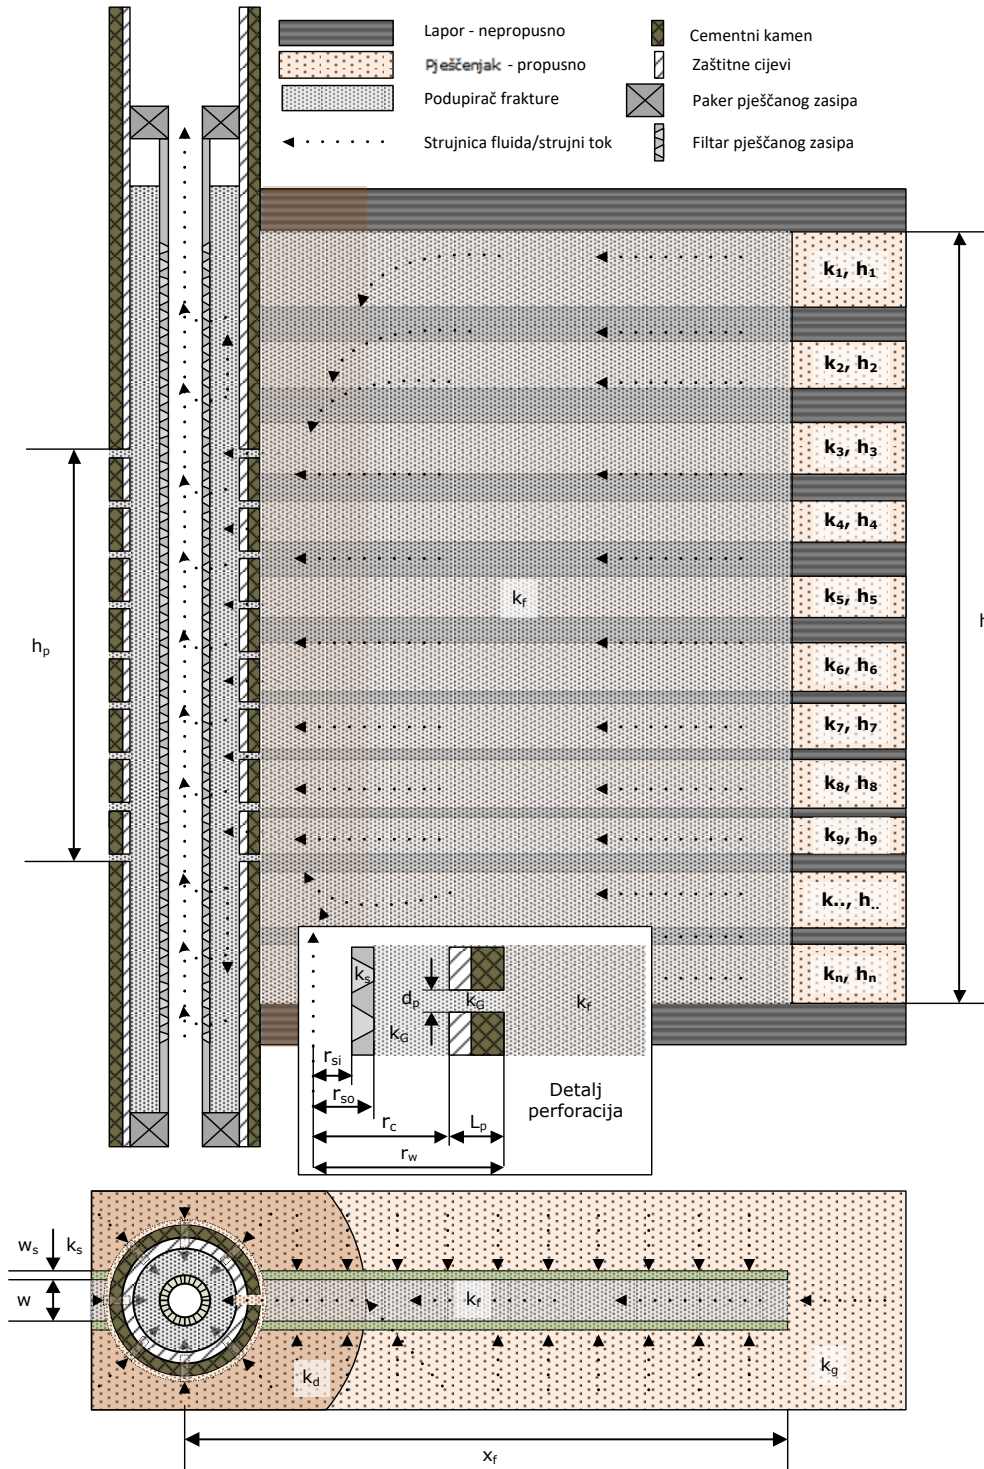 Lapor - nepropusno
Cementni kamen
Pješčenjak - propusno
Zaštitne cijevi
Podupirač frakture
Paker pješčanog zasipa
Strujnica fluida/strujni tok
Filtar pješčanog zasipa
k₁, h₁
k₂, h₂
k₃, h₃
k₄, h₄
k₅, h₅
k₆, h₆
k₇, h₇
k₈, h₈
k₉, h₉
k.., h..
kₙ, hₙ
k_f
h_p
h
k_s
d_p
k_G
k_G
k_f
r_si
r_so
r_c
L_p
r_w
Detalj
perforacija
w_s
k_s
w
k_f
k_d
k_g
x_f